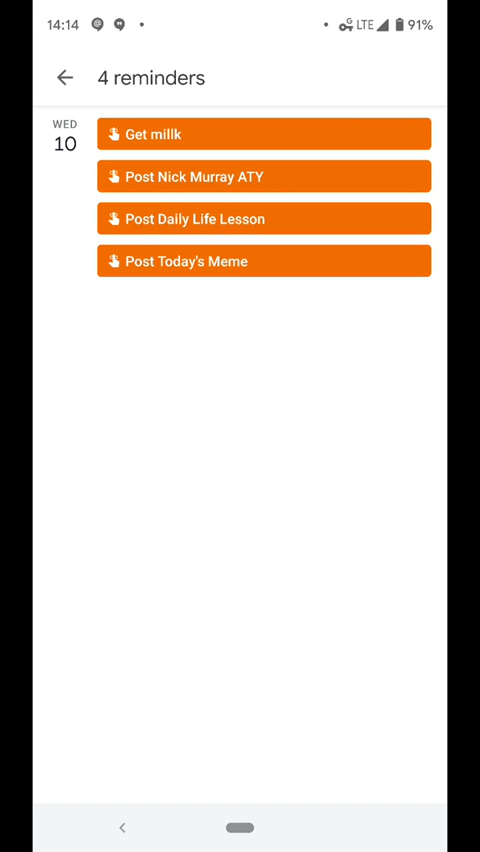 14:14 LTE 91%
4 reminders
WED
10
Get millk
Post Nick Murray ATY
Post Daily Life Lesson
Post Today's Meme